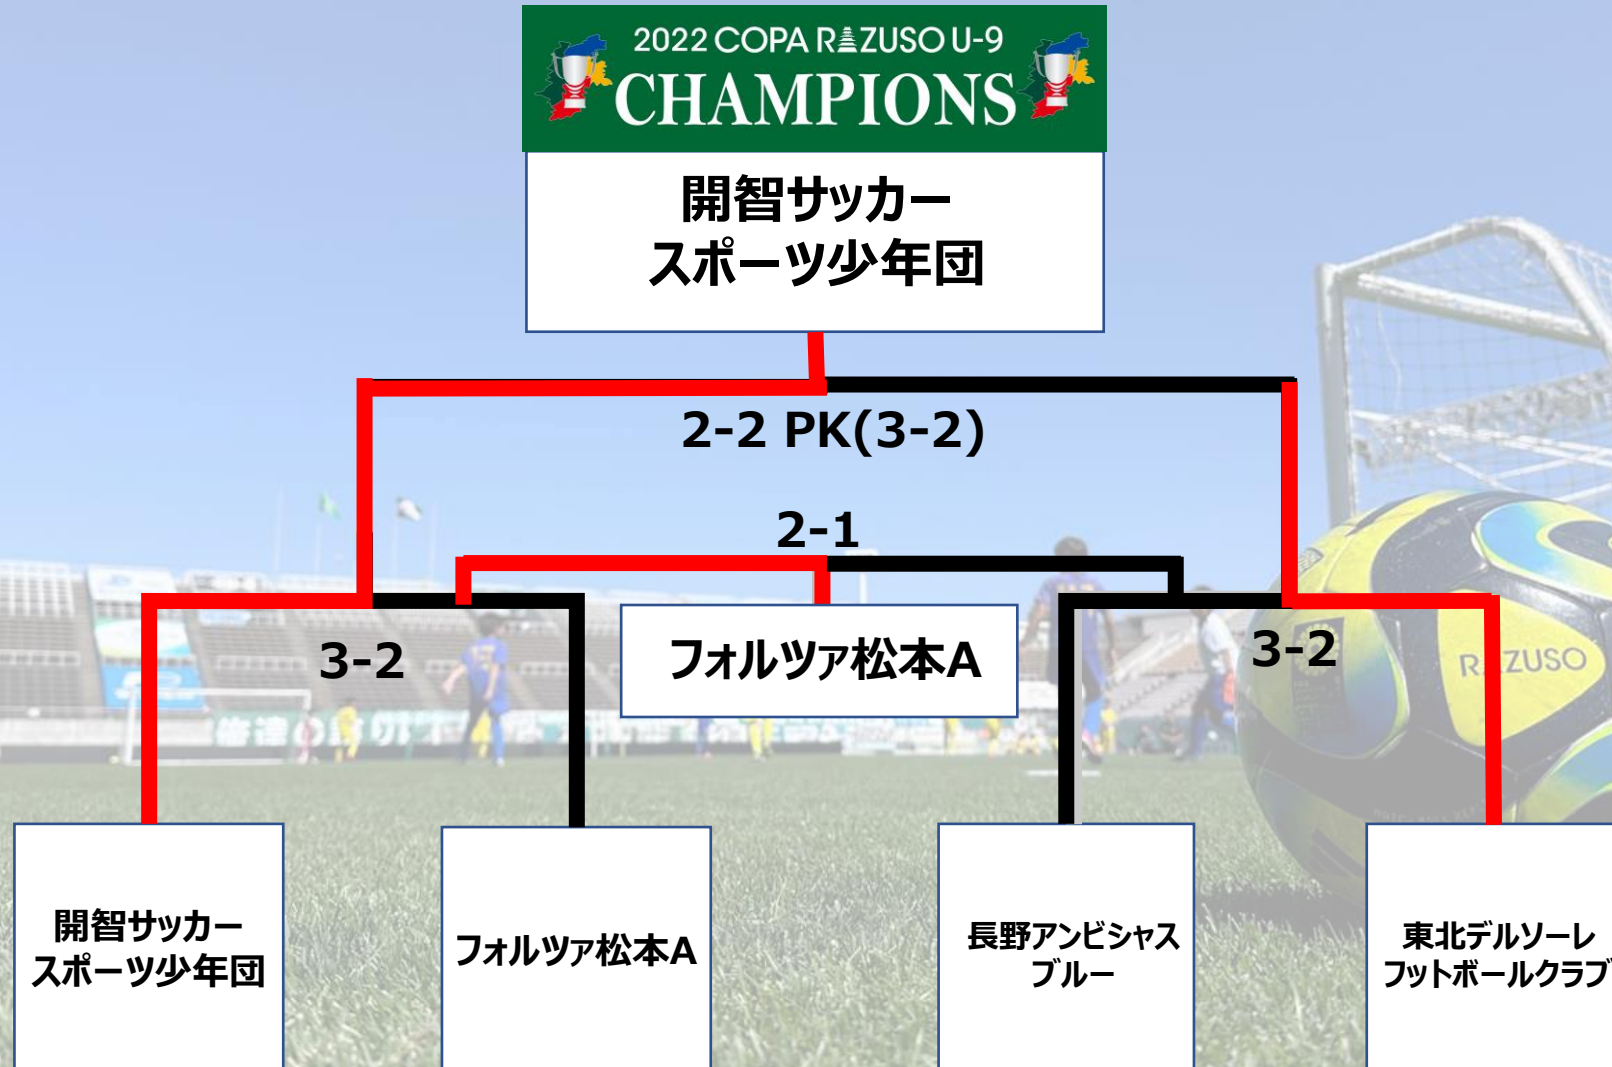 2022 COPA RAZUSO U-9
CHAMPIONS
開智サッカー
スポーツ少年団
2-2 PK(3-2)
2-1
3-2
フォルツァ松本A
3-2
RAZUSO
開智サッカー
スポーツ少年団
フォルツァ松本A
長野アンビシャス
ブルー
東北デルソーレ
フットボールクラブ